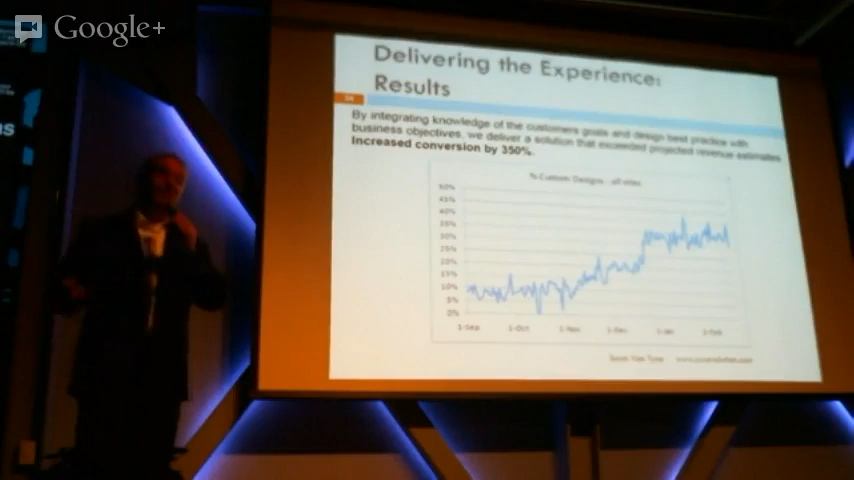 Google+
Delivering the Experience:
Results
34
By integrating knowledge of the customers goals and design best practice with
business objectives, we deliver a solution that exceeded projected revenue estimates
Increased conversion by 350%.
% Custom Designs - all sites
50%
45%
40%
35%
30%
25%
20%
15%
10%
5%
0%
1-Sep 1-Oct 1-Nov 1-Dec 1-Jan 1-Feb